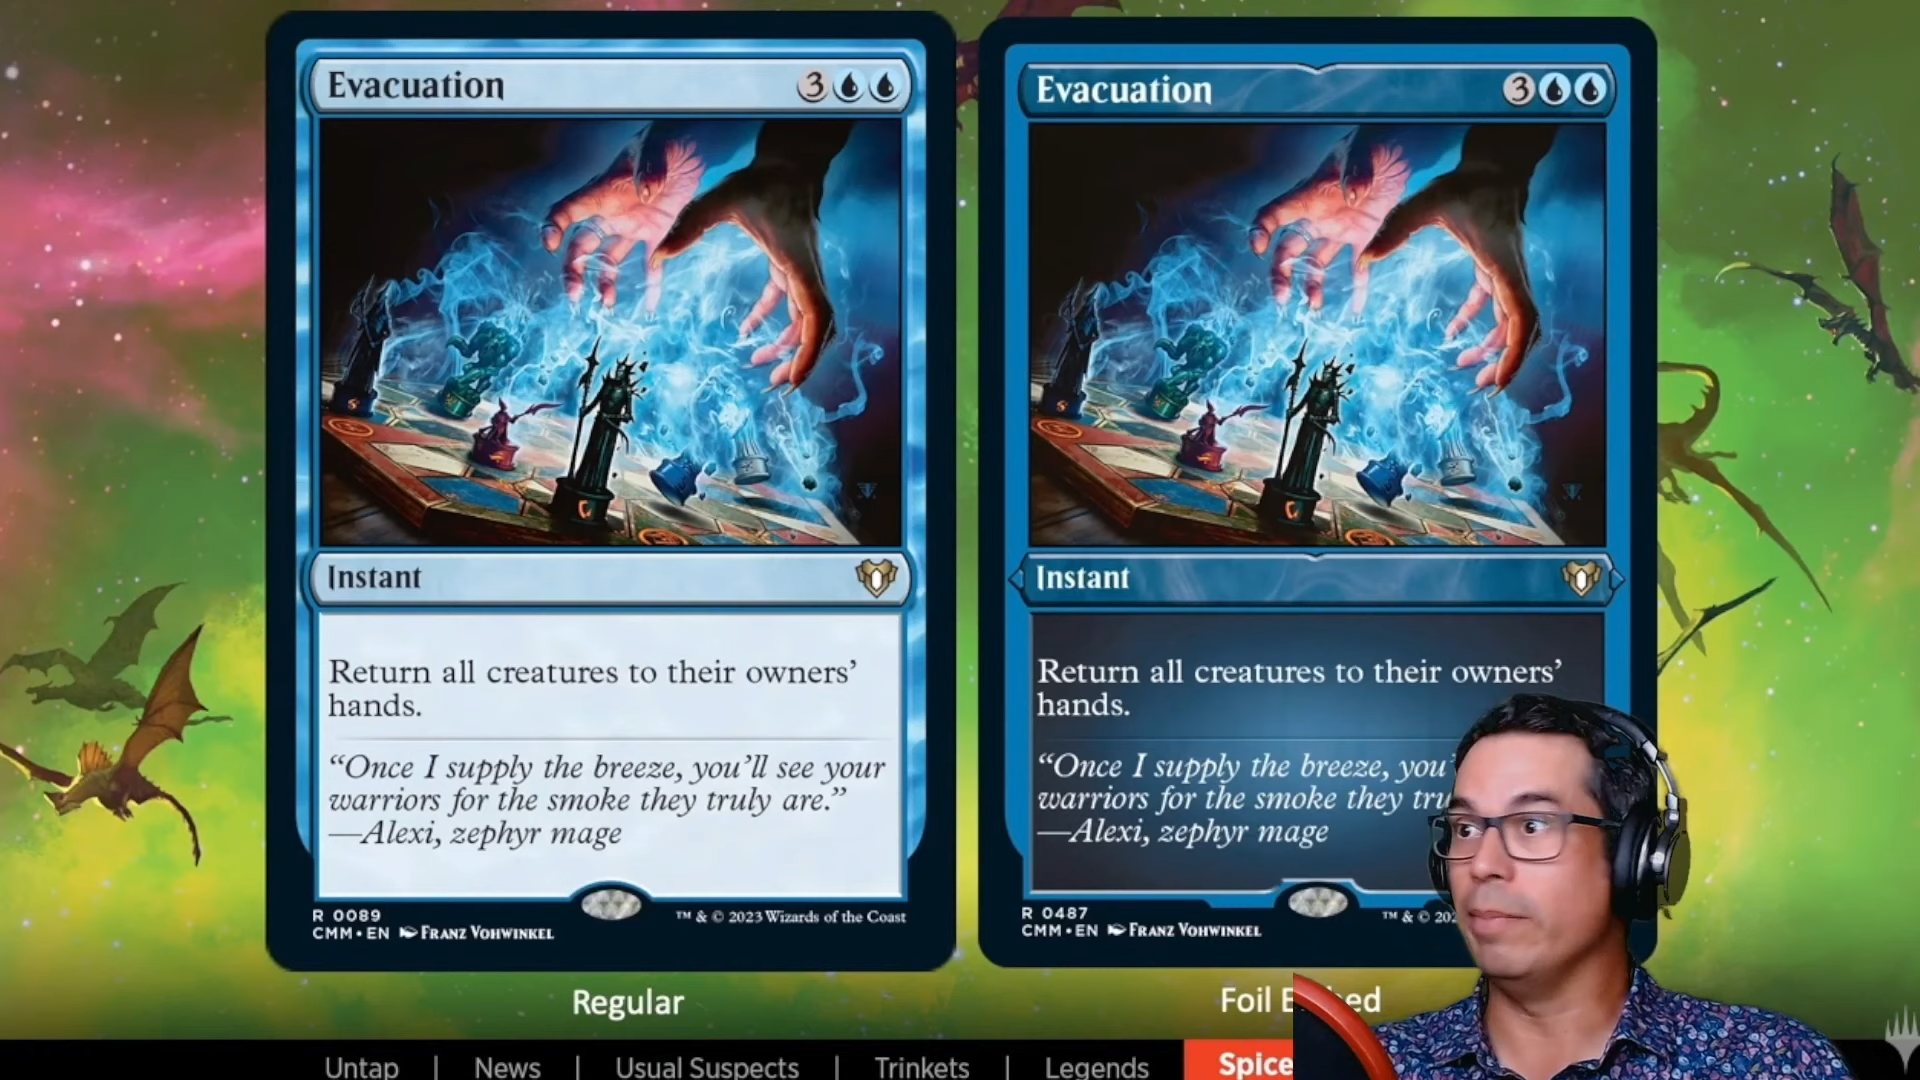 Evacuation 3
Instant
Return all creatures to their owners’
hands.
“Once I supply the breeze, you’ll see your
warriors for the smoke they truly are.”
—Alexi, zephyr mage
R 0089
CMM • EN FRANZ VOHWINKEL
™ & © 2023 Wizards of the Coast
Regular
Evacuation 3
Instant
Return all creatures to their owners’
hands.
“Once I supply the breeze, you’
warriors for the smoke they
—Alexi, zephyr mage
R 0487
CMM • EN FRANZ VOHWINKEL
™ & ©
Foil
Untap | News | Usual Suspects | Trinkets | Legends Spice